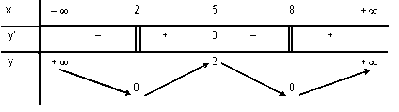 x −∞ 2 5 8 +∞
y' − + 0 − +
y +∞ 2 +∞
0 0